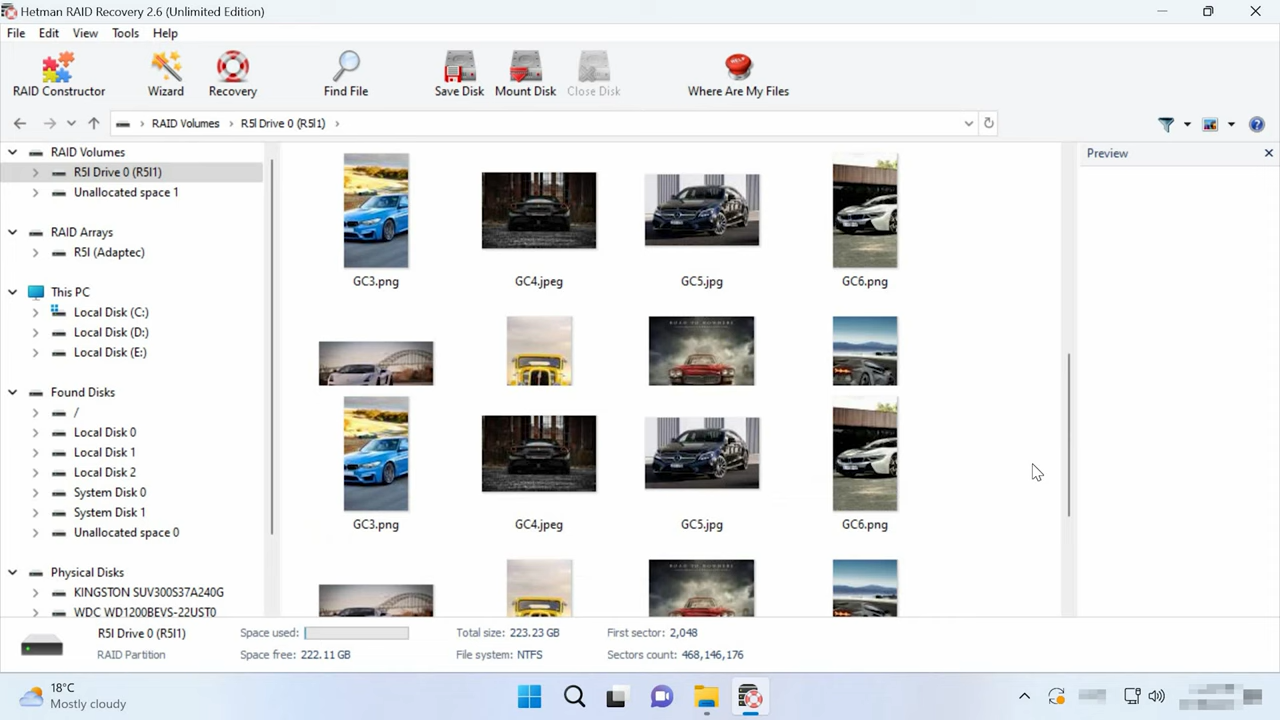 Hetman RAID Recovery 2.6 (Unlimited Edition)
File Edit View Tools Help
RAID Constructor Wizard Recovery Find File Save Disk Mount Disk Close Disk Where Are My Files
RAID Volumes R5I Drive 0 (R5I1)
RAID Volumes
R5I Drive 0 (R5I1)
Unallocated space 1
RAID Arrays
R5I (Adaptec)
This PC
Local Disk (C:)
Local Disk (D:)
Local Disk (E:)
Found Disks
/
Local Disk 0
Local Disk 1
Local Disk 2
System Disk 0
System Disk 1
Unallocated space 0
Physical Disks
KINGSTON SUV300S37A240G
WDC WD1200BEVS-22UST0
GC3.png GC4.jpeg GC5.jpg GC6.png
ROAD TO NOWHERE
GC3.png GC4.jpeg GC5.jpg GC6.png
ROAD TO NOWHERE
Preview
R5I Drive 0 (R5I1) Space used: Total size: 223.23 GB First sector: 2,048
RAID Partition Space free: 222.11 GB File system: NTFS Sectors count: 468,146,176
18°C
Mostly cloudy